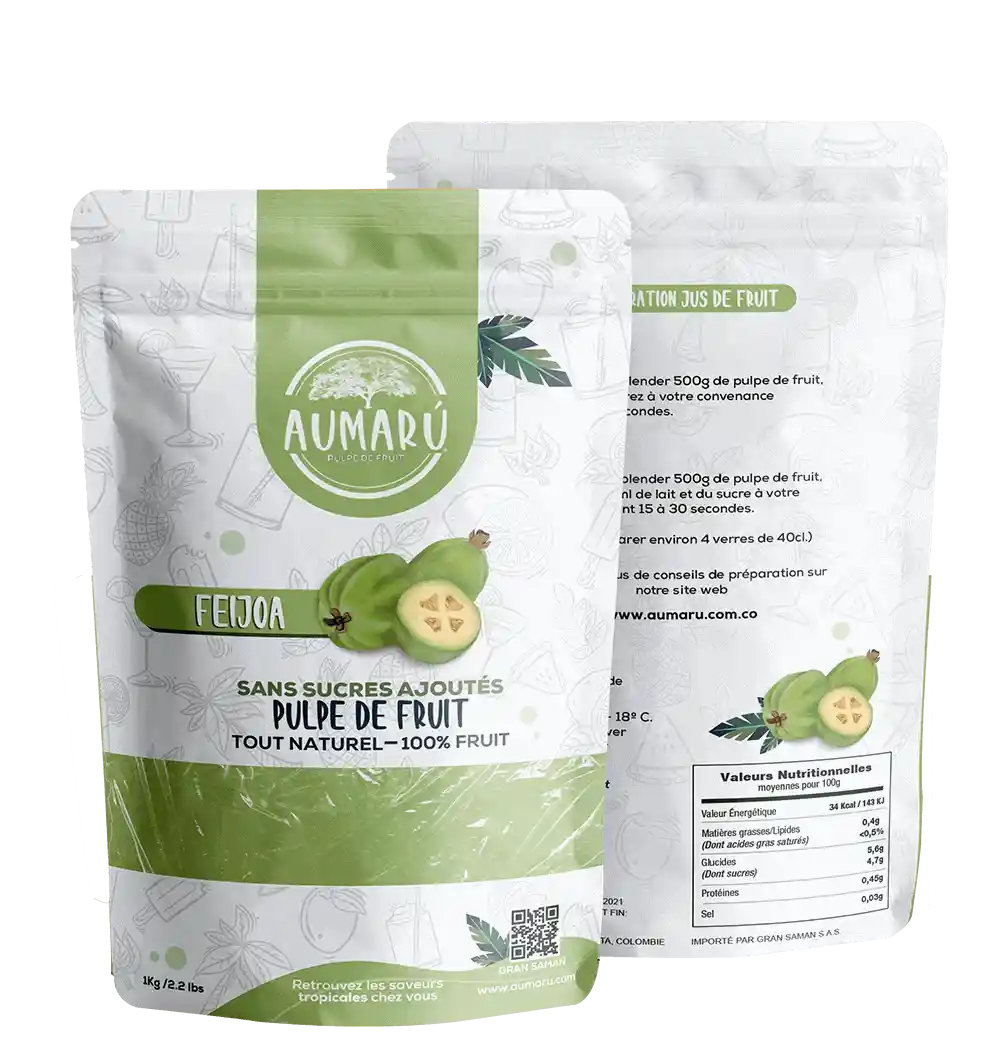 AUMARÚ
PULPE DE FRUIT
FEIJOA
SANS SUCRES AJOUTÉS
PULPE DE FRUIT
TOUT NATUREL—100% FRUIT
1Kg /2.2 lbs
Retrouvez les saveurs
tropicales chez vous
GRAN SAMAN
www.aumaru.com
RATION JUS DE FRUIT
lender 500g de pulpe de fruit,
rez à votre convenance
condes.
blender 500g de pulpe de fruit,
ml de lait et du sucre à votre
nt 15 à 30 secondes.
arer environ 4 verres de 40cl.)
us de conseils de préparation sur
notre site web
www.aumaru.com.co
de
- 18º C.
ver
t
Valeurs Nutritionnelles
moyennes pour 100g
Valeur Énergétique 34 Kcal / 143 KJ
Matières grasses/Lipides 0,4g
(Dont acides gras saturés) <0,5%
Glucides 5,6g
(Dont sucres) 4,7g
Protéines 0,45g
Sel 0,03g
2021
T FIN:
TA, COLOMBIE
IMPORTÉ PAR GRAN SAMAN S.A.S.